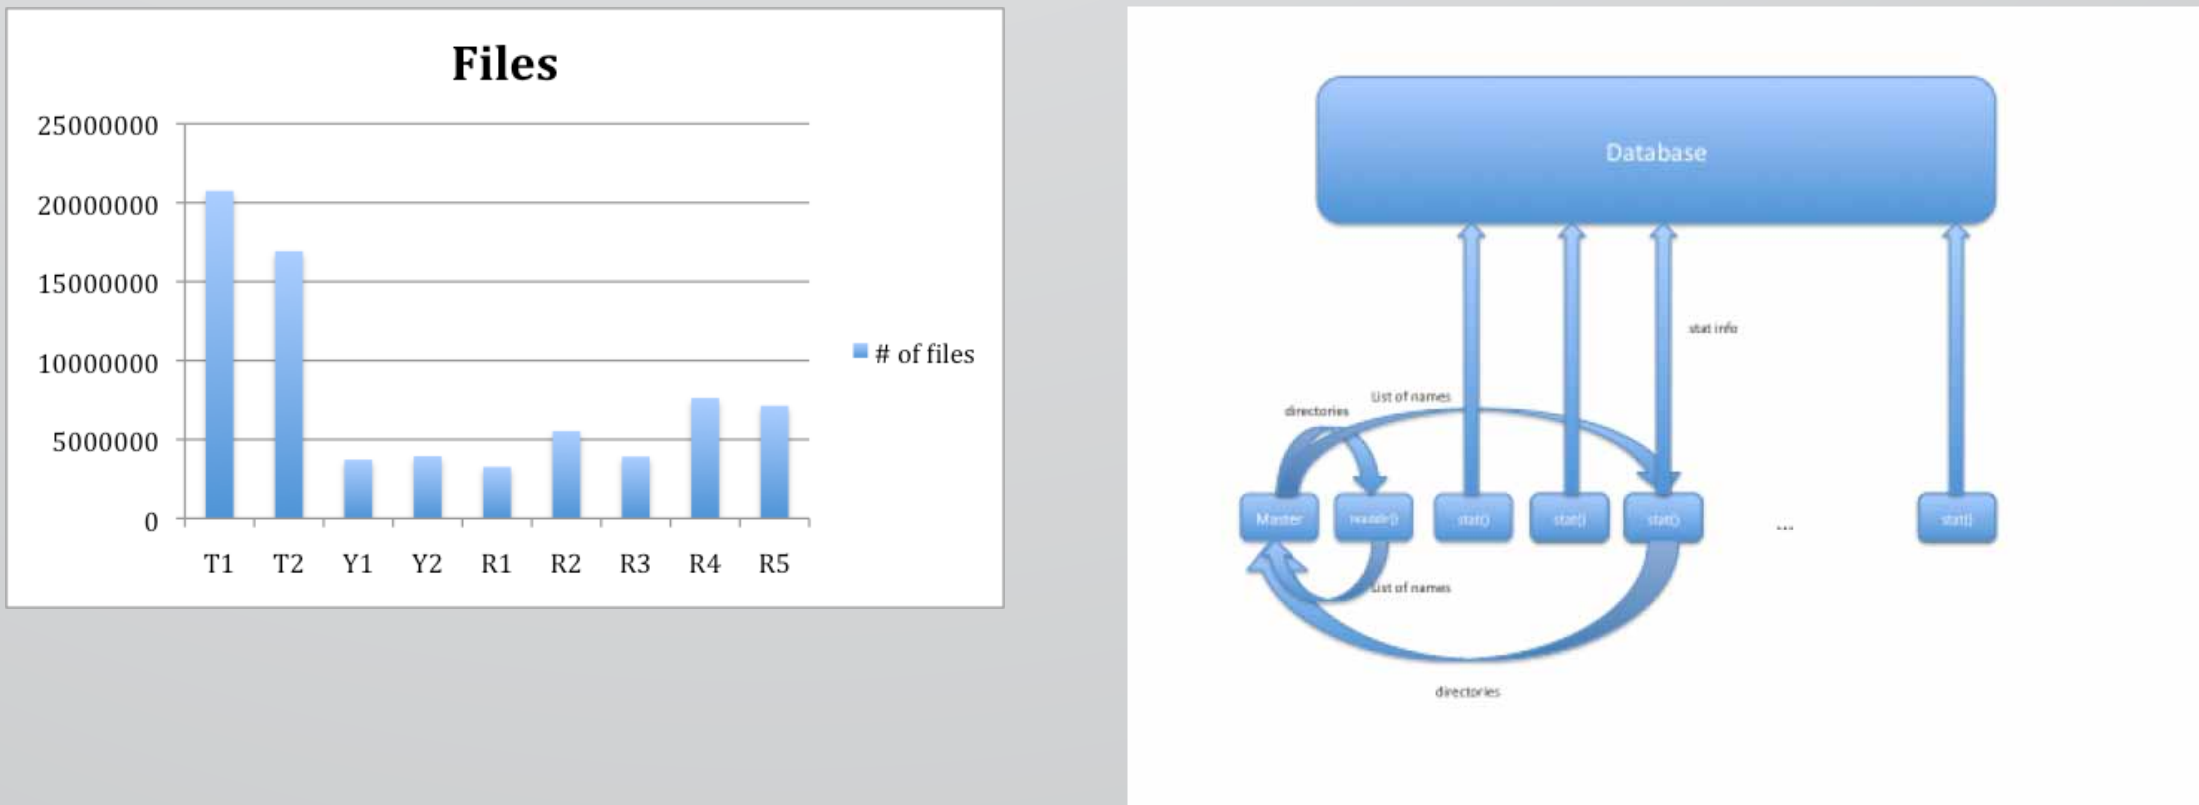 Files
25000000
20000000
15000000
10000000
5000000
0
T1 T2 Y1 Y2 R1 R2 R3 R4 R5
# of files
Database
stat info
List of names
directories
Master readdir() stat() stat() stat() ... stat()
List of names
directories